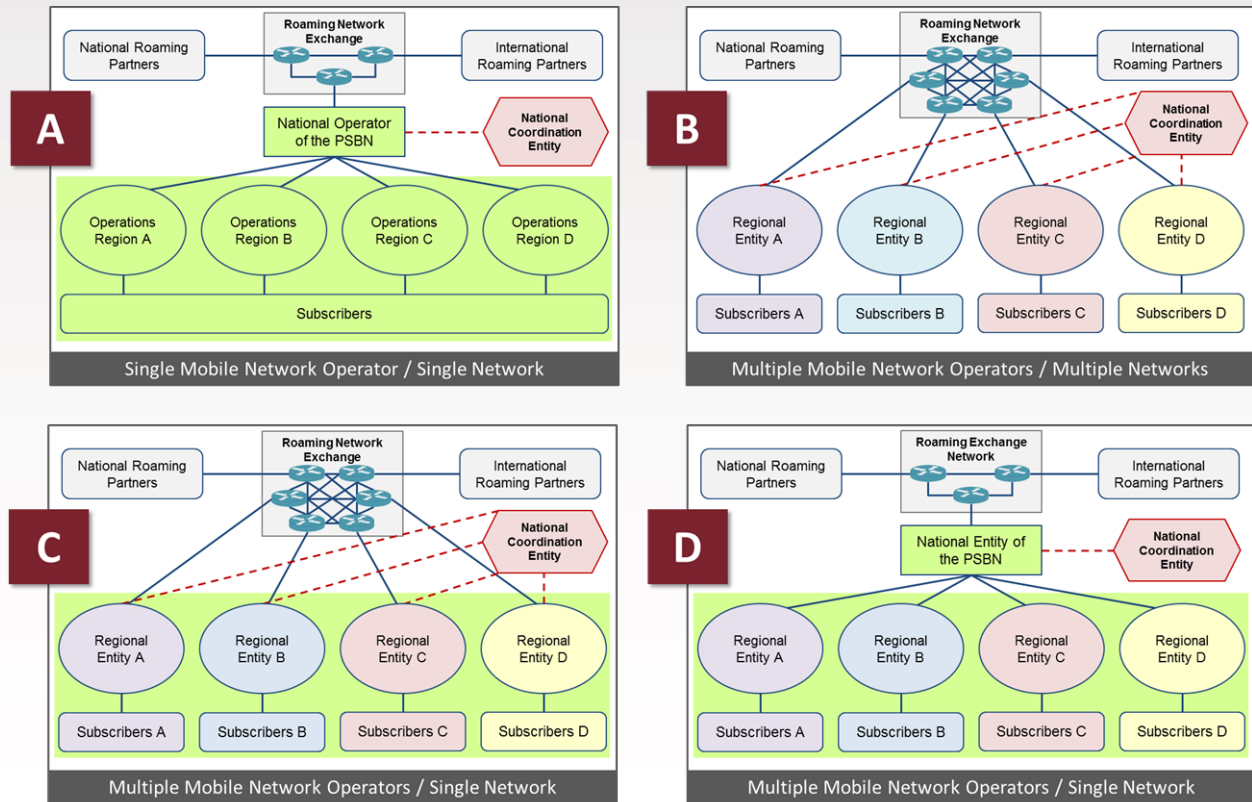 Roaming Network
Exchange
National Roaming
Partners
International
Roaming Partners
A
National Operator
of the PSBN
National
Coordination
Entity
Operations
Region A
Operations
Region B
Operations
Region C
Operations
Region D
Subscribers
Single Mobile Network Operator / Single Network
Roaming Network
Exchange
National Roaming
Partners
International
Roaming Partners
B
National
Coordination
Entity
Regional
Entity A
Regional
Entity B
Regional
Entity C
Regional
Entity D
Subscribers A
Subscribers B
Subscribers C
Subscribers D
Multiple Mobile Network Operators / Multiple Networks
Roaming Network
Exchange
National Roaming
Partners
International
Roaming Partners
C
National
Coordination
Entity
Regional
Entity A
Regional
Entity B
Regional
Entity C
Regional
Entity D
Subscribers A
Subscribers B
Subscribers C
Subscribers D
Multiple Mobile Network Operators / Single Network
Roaming Exchange
Network
National Roaming
Partners
International
Roaming Partners
D
National Entity of
the PSBN
National
Coordination
Entity
Regional
Entity A
Regional
Entity B
Regional
Entity C
Regional
Entity D
Subscribers A
Subscribers B
Subscribers C
Subscribers D
Multiple Mobile Network Operators / Single Network